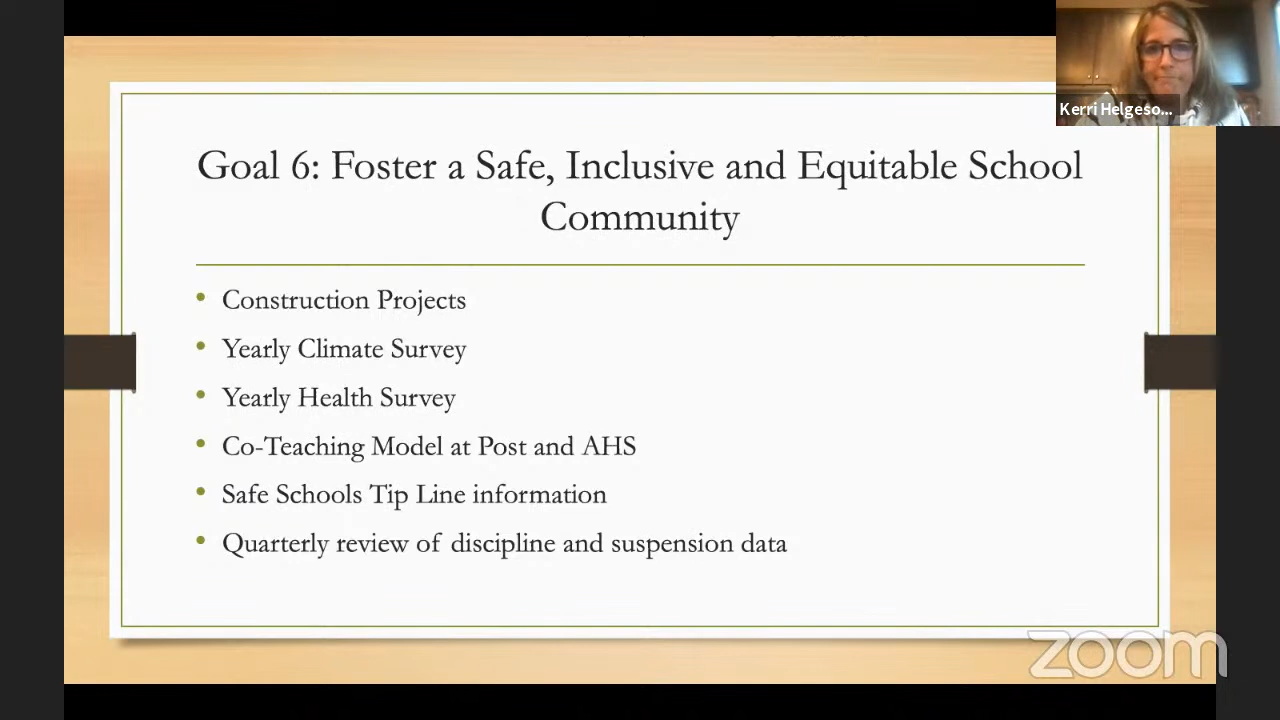 Kerri Helgeso...
Goal 6: Foster a Safe, Inclusive and Equitable School
Community
• Construction Projects
• Yearly Climate Survey
• Yearly Health Survey
• Co-Teaching Model at Post and AHS
• Safe Schools Tip Line information
• Quarterly review of discipline and suspension data
zoom